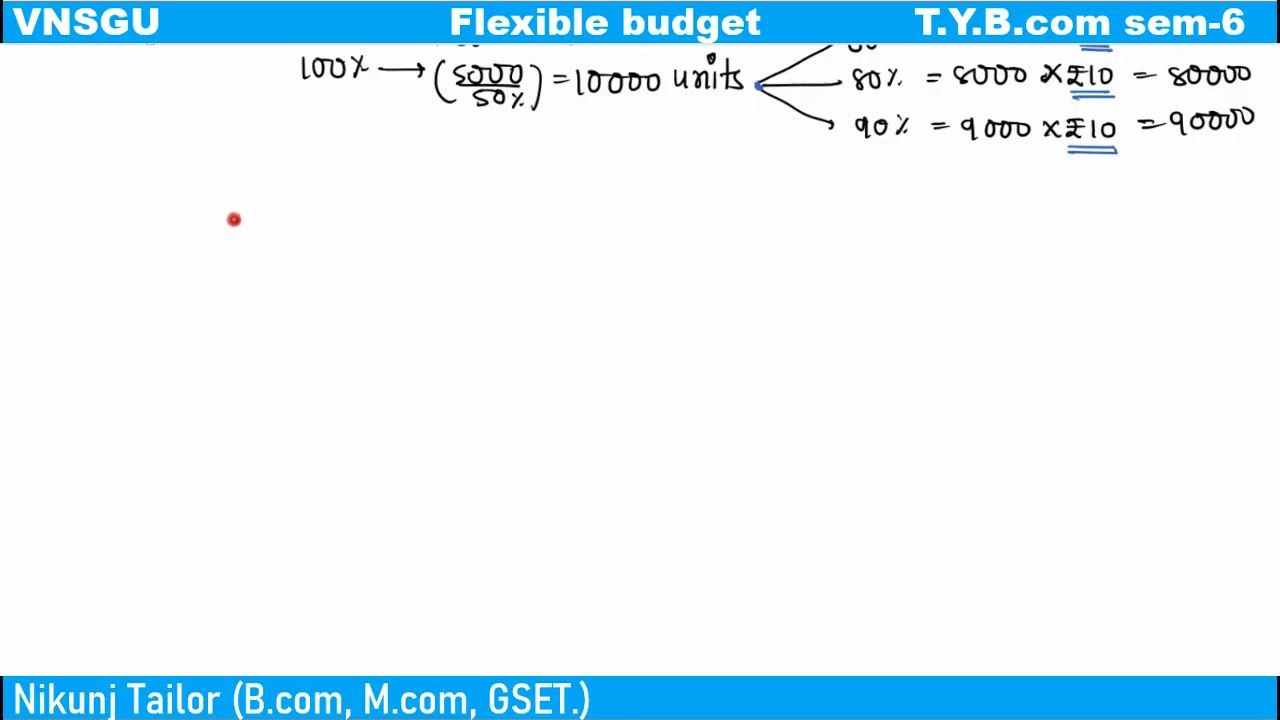 VNSGU Flexible budget T.Y.B.com sem-6
100% → (5000/50%) = 10000 units
80% = 8000 × ₹10 = 80000
90% = 9000 × ₹10 = 90000
Nikunj Tailor (B.com, M.com, GSET.)